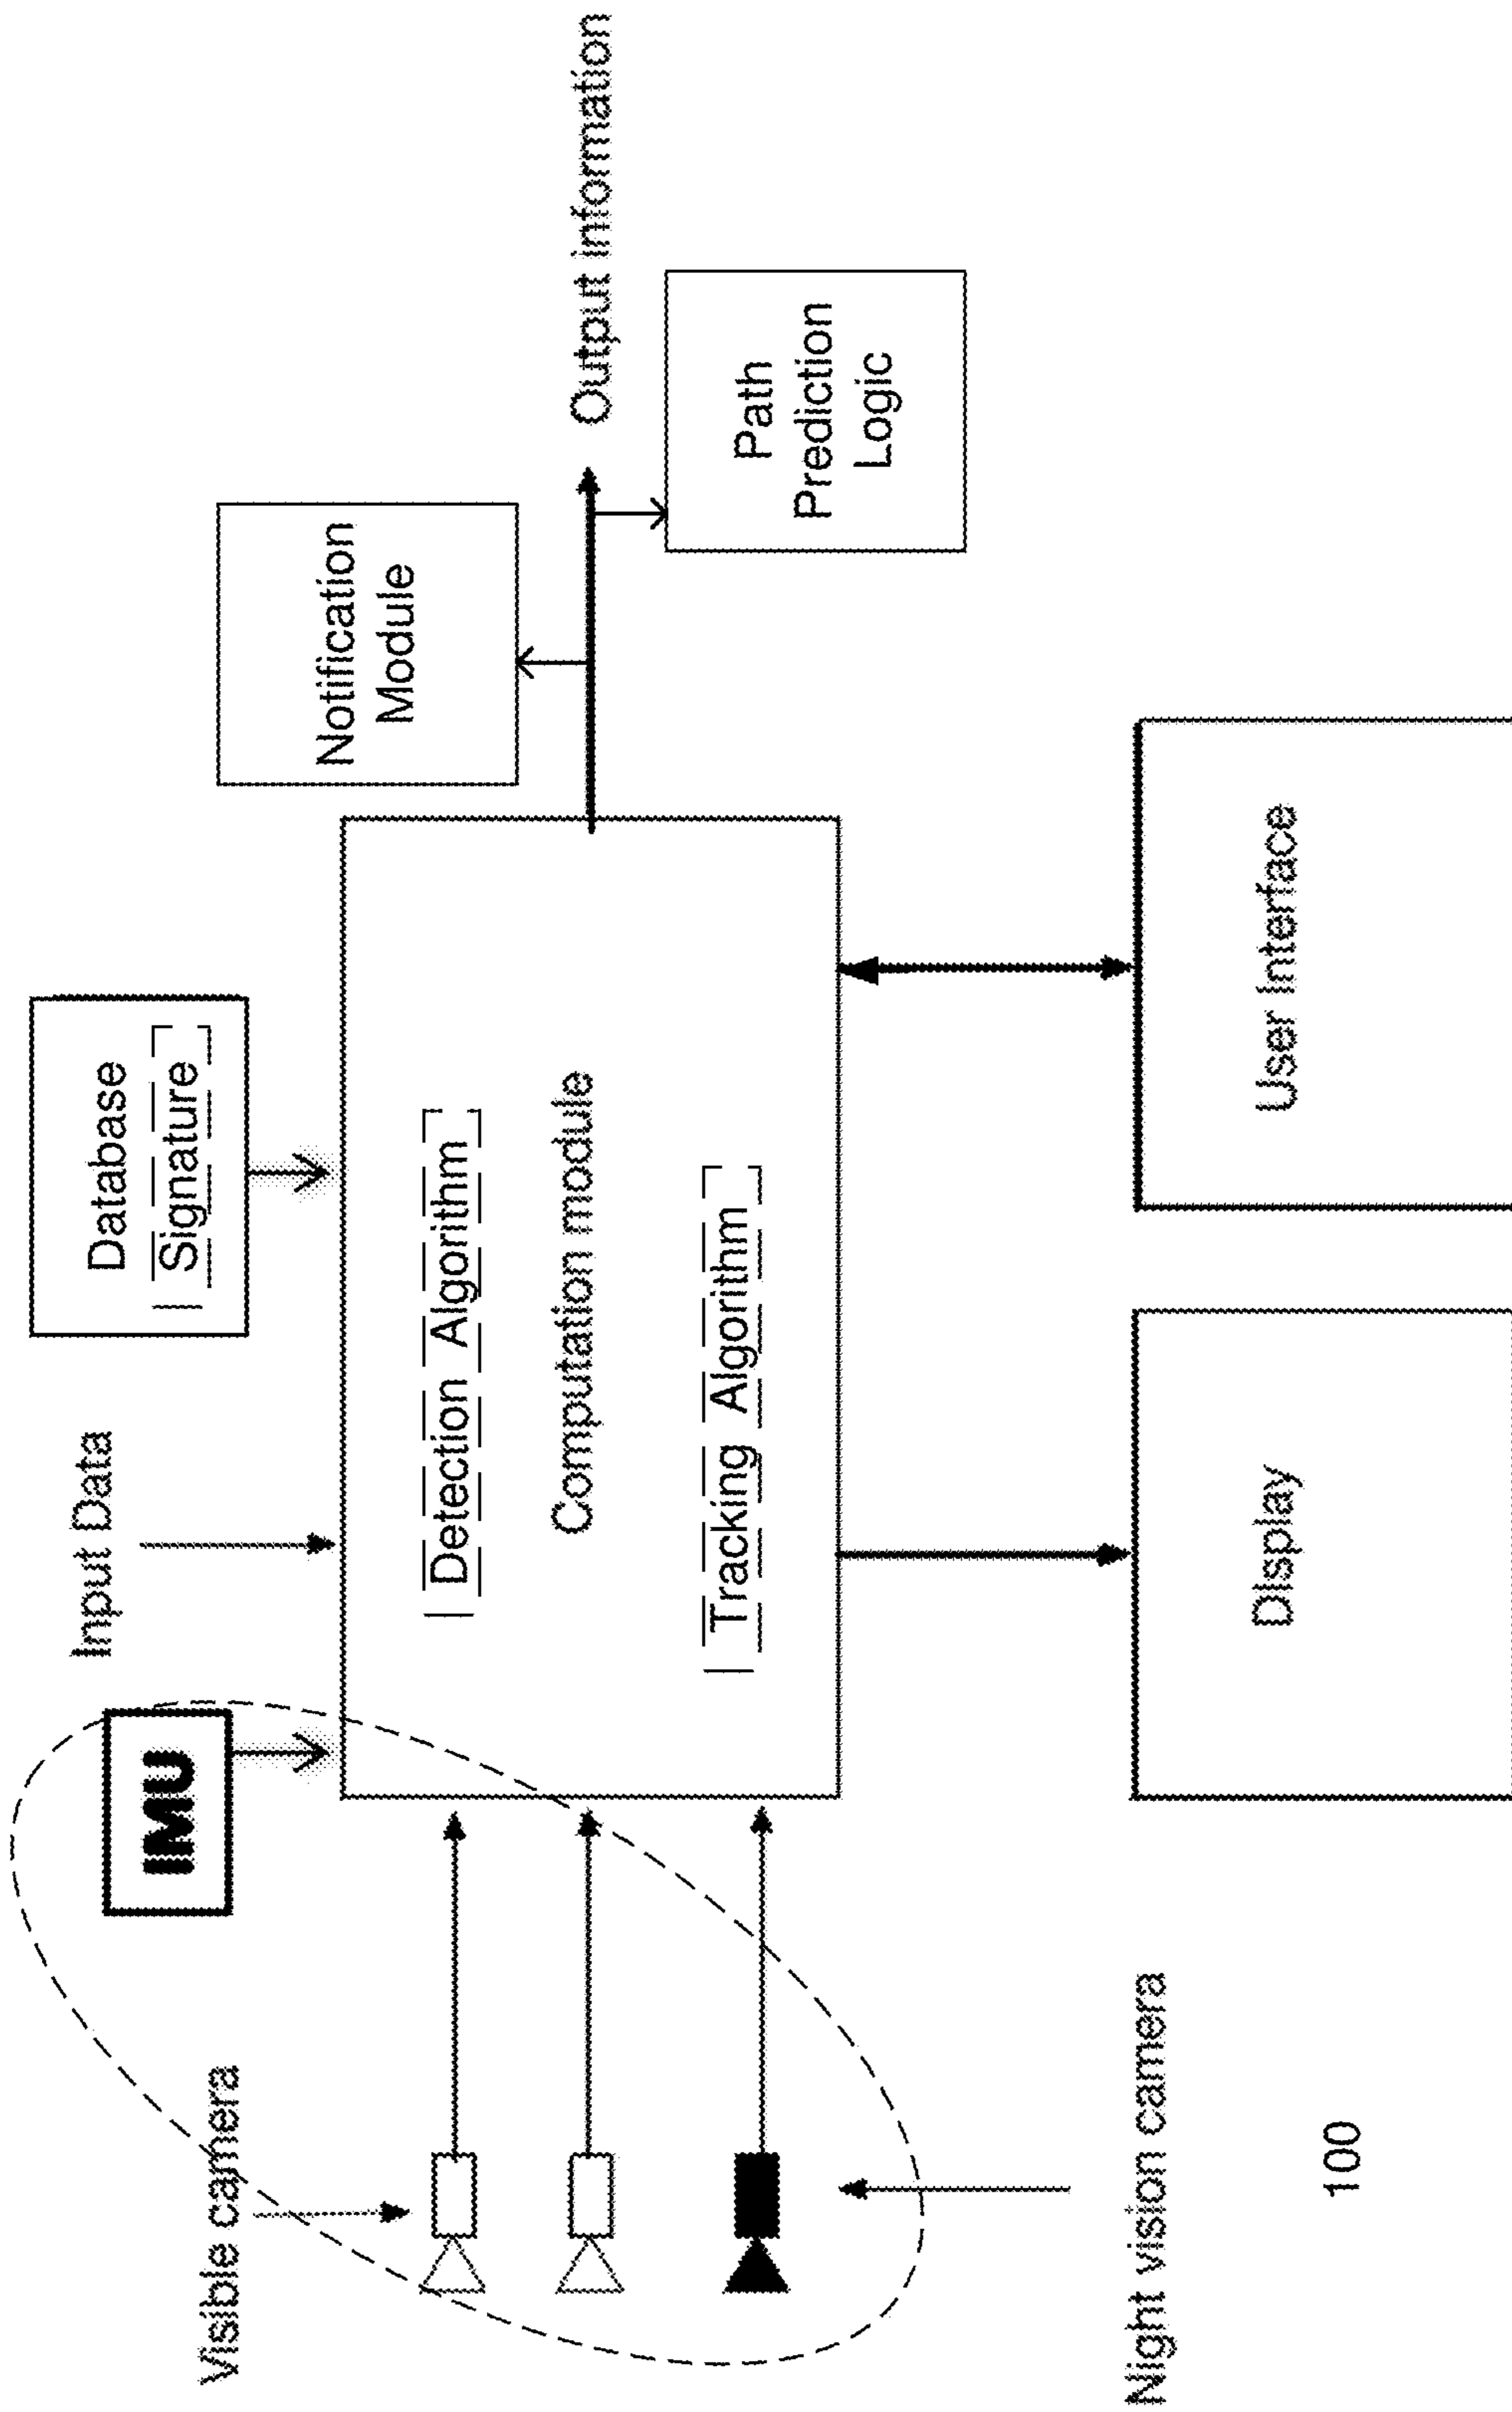 Visible camera
IMU
Input Data
Database
Signature
Detection Algorithm
Computation module
Tracking Algorithm
Notification
Module
Output information
Path
Prediction
Logic
Night vision camera
Display
User Interface
100